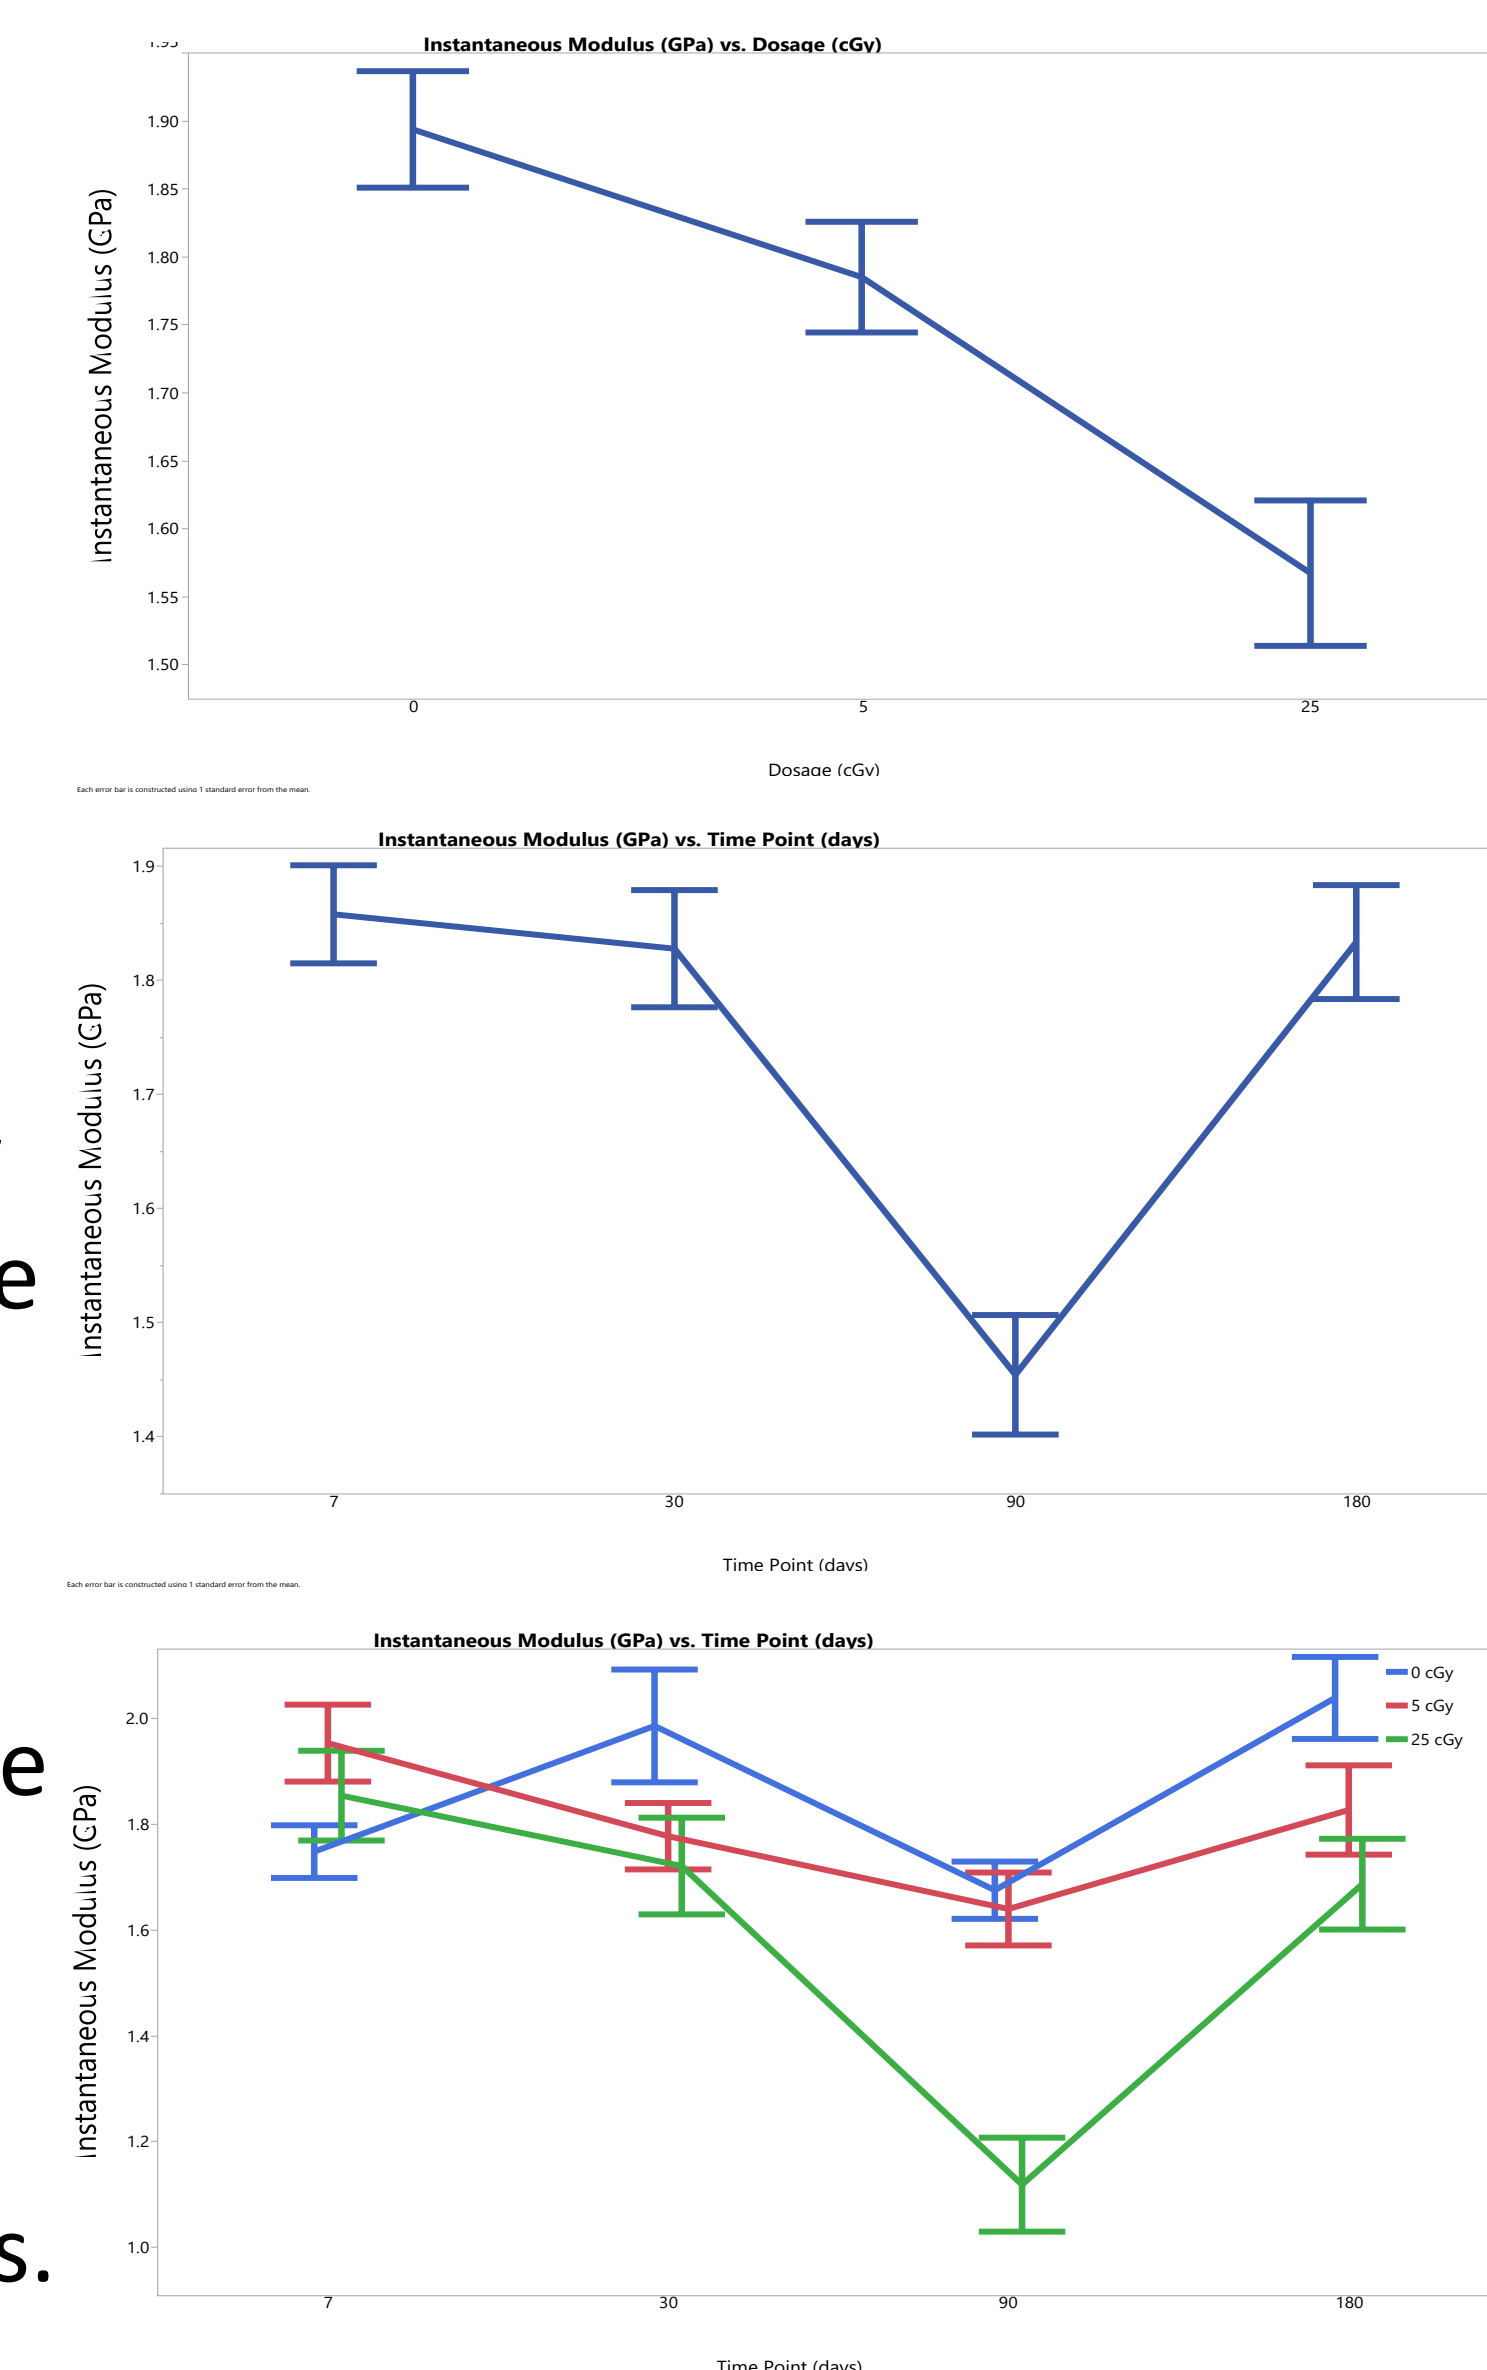 Instantaneous Modulus (GPa) vs. Dosage (cGy)
1.95
1.90
1.85
1.80
1.75
1.70
1.65
1.60
1.55
1.50
Instantaneous Modulus (GPa)
0 5 25
Dosage (cGy)
Each error bar is constructed using 1 standard error from the mean.
Instantaneous Modulus (GPa) vs. Time Point (days)
1.9
1.8
1.7
1.6
1.5
1.4
Instantaneous Modulus (GPa)
e
7 30 90 180
Time Point (days)
Each error bar is constructed using 1 standard error from the mean.
Instantaneous Modulus (GPa) vs. Time Point (days)
0 cGy
5 cGy
25 cGy
2.0
1.8
1.6
1.4
1.2
1.0
Instantaneous Modulus (GPa)
e
s.
7 30 90 180
Time Point (days)